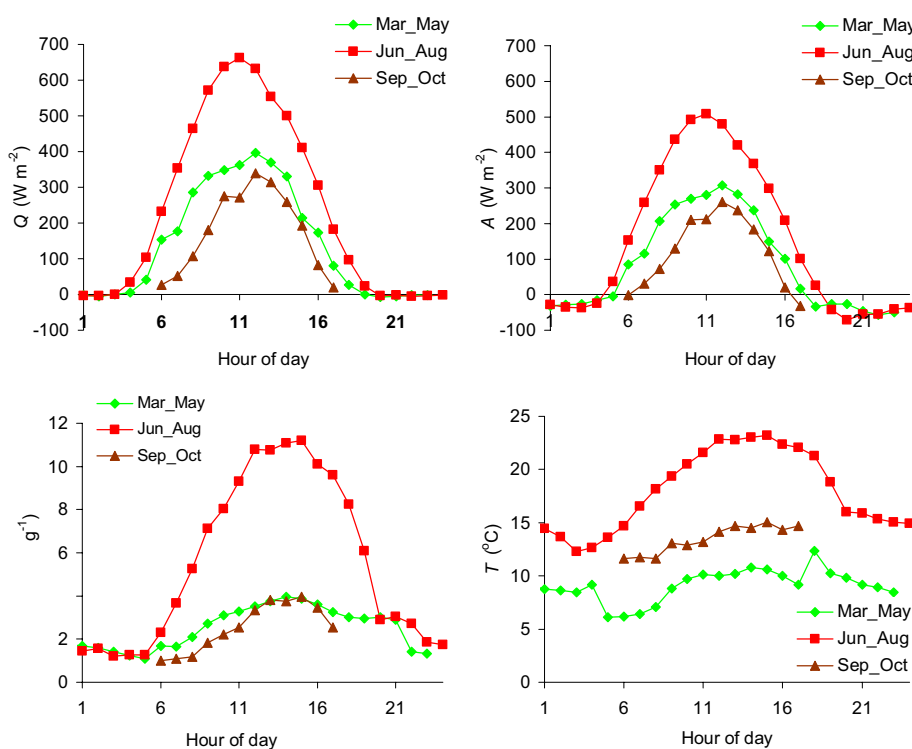 Mar_May
Jun_Aug
Sep_Oct
700
600
500
400
300
200
100
0
-100
Q (W m⁻²)
1 6 11 16 21
Hour of day
Mar_May
Jun_Aug
Sep_Oct
700
600
500
400
300
200
100
0
-100
A (W m⁻²)
1 6 11 16 21
Hour of day
Mar_May
Jun_Aug
Sep_Oct
12
10
8
6
4
2
0
g⁻¹
1 6 11 16 21
Hour of day
25
20
15
10
5
0
T (°C)
Mar_May
Jun_Aug
Sep_Oct
1 6 11 16 21
Hour of day